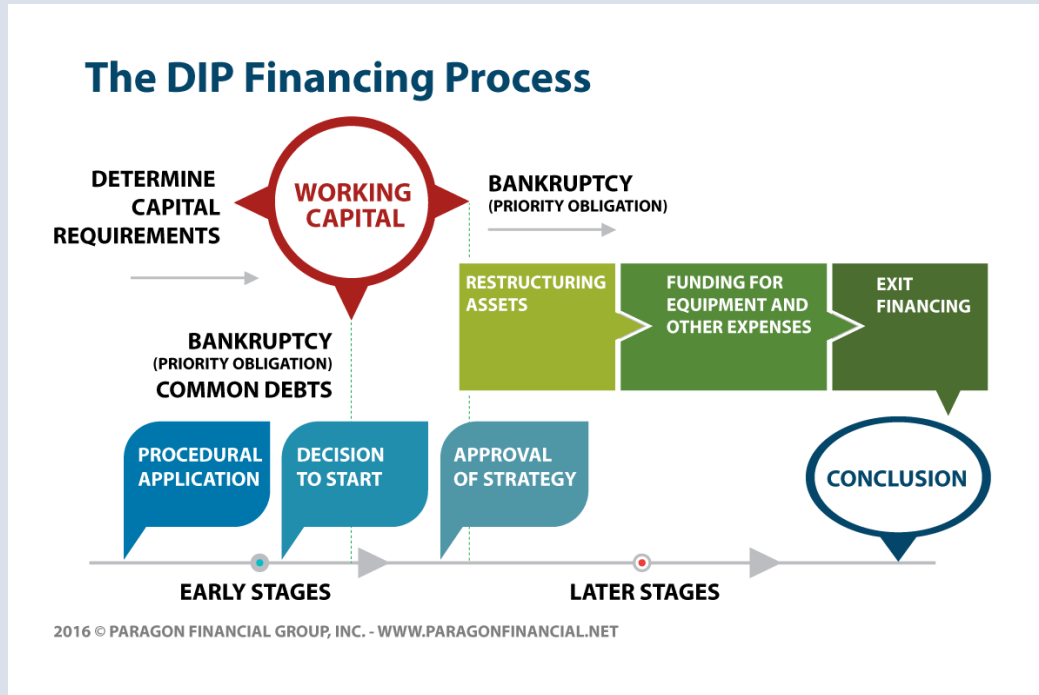 The DIP Financing Process
DETERMINE
CAPITAL
REQUIREMENTS
WORKING
CAPITAL
BANKRUPTCY
(PRIORITY OBLIGATION)
RESTRUCTURING
ASSETS
FUNDING FOR
EQUIPMENT AND
OTHER EXPENSES
EXIT
FINANCING
BANKRUPTCY
(PRIORITY OBLIGATION)
COMMON DEBTS
PROCEDURAL
APPLICATION
DECISION
TO START
APPROVAL
OF STRATEGY
CONCLUSION
EARLY STAGES
LATER STAGES
2016 © PARAGON FINANCIAL GROUP, INC. - WWW.PARAGONFINANCIAL.NET